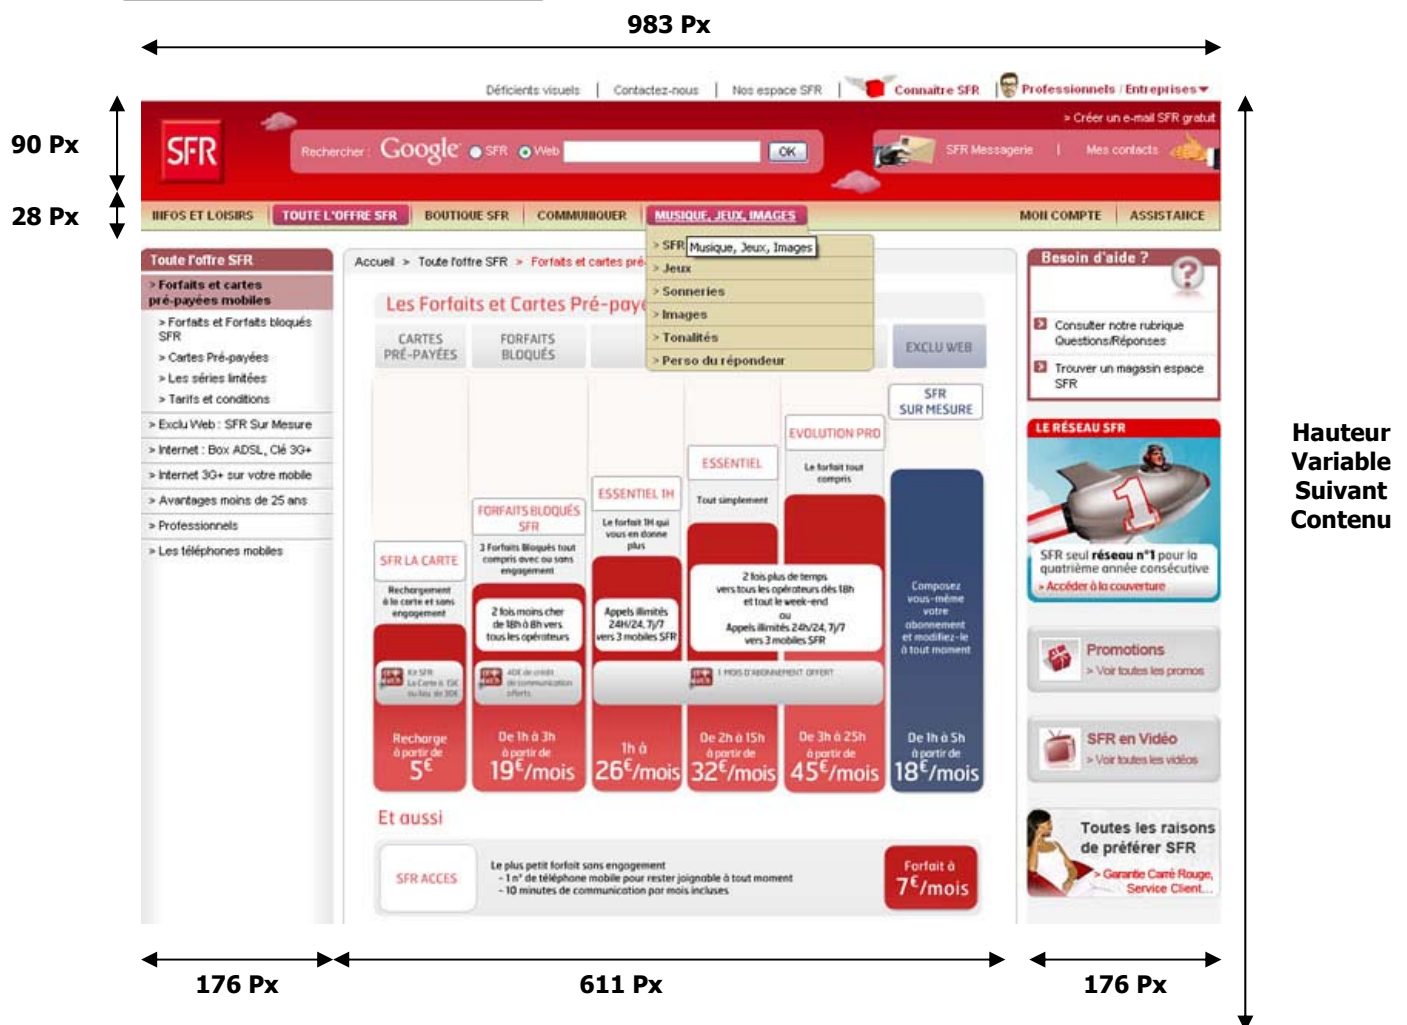 983 Px
Déficients visuels | Contactez-nous | Nos espace SFR | Connaître SFR | Professionnels / Entreprises
> Créer un e-mail SFR gratuit
90 Px
SFR
Rechercher : Google SFR Web OK
SFR Messagerie | Mes contacts
28 Px
INFOS ET LOISIRS TOUTE L'OFFRE SFR BOUTIQUE SFR COMMUNIQUER MUSIQUE, JEUX, IMAGES MON COMPTE ASSISTANCE
> SFR
Musique, Jeux, Images
> Jeux
> Sonneries
> Images
> Tonalités
> Perso du répondeur
Toute l'offre SFR
> Forfaits et cartes
pré-payées mobiles
> Forfaits et Forfaits bloqués
SFR
> Cartes Pré-payées
> Les séries limitées
> Tarifs et conditions
> Exclu Web : SFR Sur Mesure
> Internet : Box ADSL, Clé 3G+
> Internet 3G+ sur votre mobile
> Avantages moins de 25 ans
> Professionnels
> Les téléphones mobiles
Accueil > Toute l'offre SFR > Forfaits et cartes pré
Les Forfaits et Cartes Pré-payé
CARTES
PRÉ-PAYÉES
FORFAITS
BLOQUÉS
EXCLU WEB
SFR
SUR MESURE
EVOLUTION PRO
Le forfait tout
compris
ESSENTIEL
Tout simplement
ESSENTIEL 1H
Le forfait 1H qui
vous en donne
plus
FORFAITS BLOQUÉS
SFR
3 Forfaits Bloqués tout
compris avec ou sans
engagement
SFR LA CARTE
Rechargement
à la carte et sans
engagement
2 fois moins cher
de 18h à 8h vers
tous les opérateurs
Appels illimités
24H/24, 7j/7
vers 3 mobiles SFR
2 fois plus de temps
vers tous les opérateurs dès 18h
et tout le week-end
ou
Appels illimités 24h/24, 7j/7
vers 3 mobiles SFR
Composez
vous-même
votre
abonnement
et modifiez-le
à tout moment
Kit SFR
La Carte à 15€
au lieu de 30€
40€ de crédit
de communication
offerts
1 MOIS D'ABONNEMENT OFFERT
Recharge
à partir de
5€
De 1h à 3h
à partir de
19€/mois
1h à
26€/mois
De 2h à 15h
à partir de
32€/mois
De 3h à 25h
à partir de
45€/mois
De 1h à 5h
à partir de
18€/mois
Et aussi
SFR ACCES
Le plus petit forfait sans engagement
- 1 n° de téléphone mobile pour rester joignable à tout moment
- 10 minutes de communication par mois incluses
Forfait à
7€/mois
Besoin d'aide ?
?
Consulter notre rubrique
Questions/Réponses
Trouver un magasin espace
SFR
LE RÉSEAU SFR
1
SFR seul réseau n°1 pour la
quatrième année consécutive
> Accéder à la couverture
Promotions
> Voir toutes les promos
SFR en Vidéo
> Voir toutes les vidéos
Toutes les raisons
de préférer SFR
> Garantie Carré Rouge,
Service Client...
Hauteur
Variable
Suivant
Contenu
176 Px
611 Px
176 Px